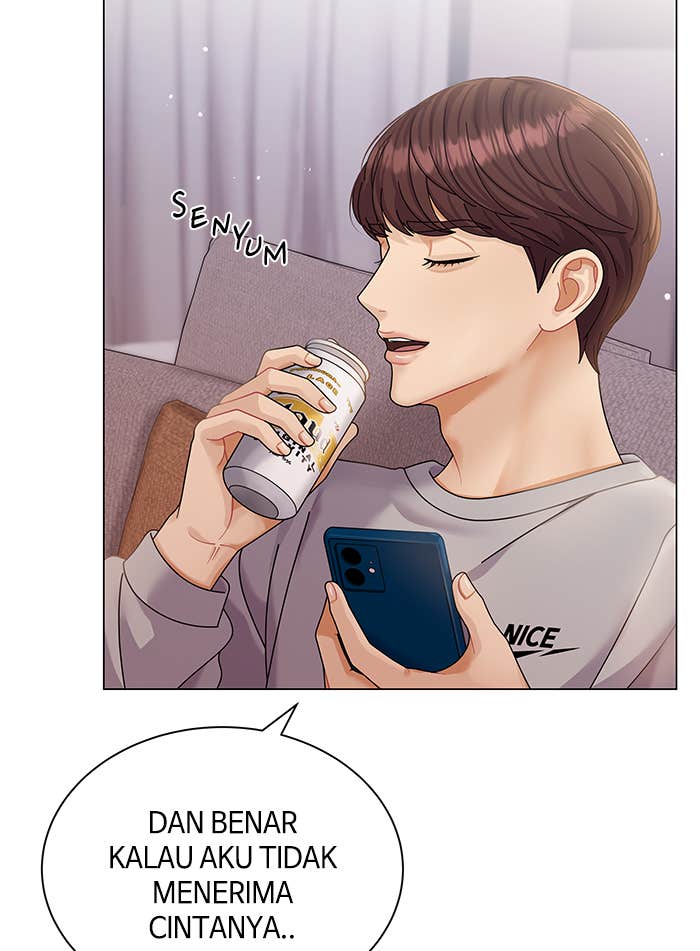 SENYUM
NICE
DAN BENAR
KALAU AKU TIDAK
MENERIMA
CINTANYA..